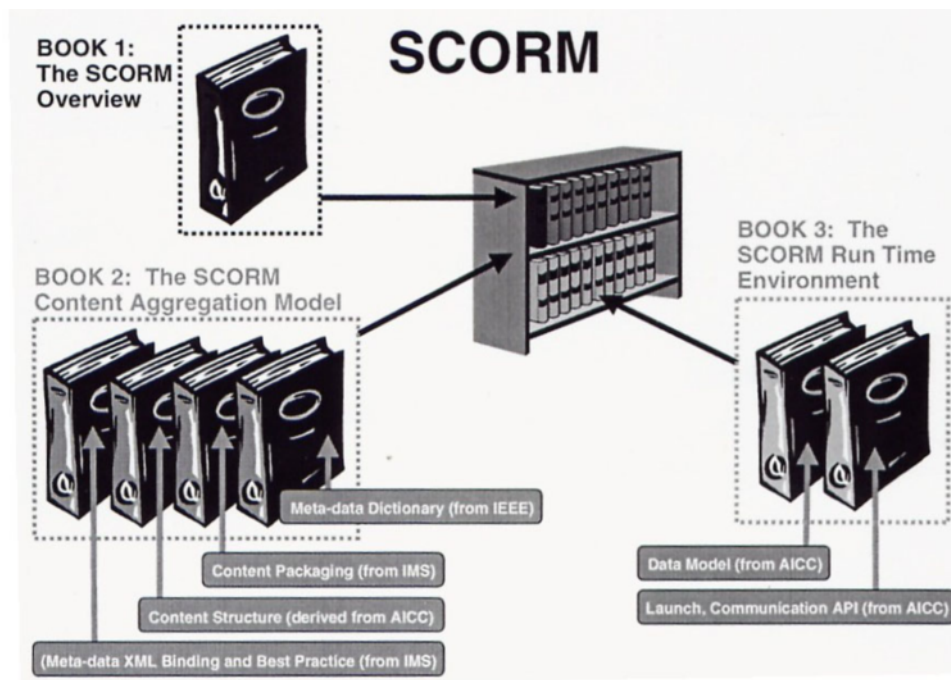 SCORM
BOOK 1:
The SCORM
Overview
BOOK 2: The SCORM
Content Aggregation Model
BOOK 3: The
SCORM Run Time
Environment
Meta-data Dictionary (from IEEE)
Content Packaging (from IMS)
Content Structure (derived from AICC)
(Meta-data XML Binding and Best Practice (from IMS)
Data Model (from AICC)
Launch, Communication API (from AICC)